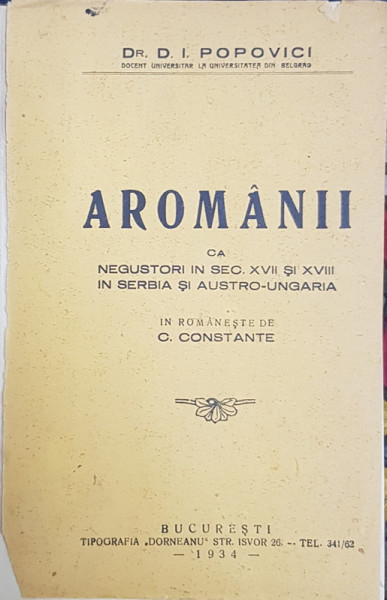 DR. D. I. POPOVICI
DOCENT UNIVERSITAR LA UNIVERSITATEA DIN BELGRAD
AROMÂNII
CA
NEGUSTORI IN SEC. XVII ȘI XVIII
IN SERBIA ȘI AUSTRO-UNGARIA
IN ROMÂNEȘTE DE
C. CONSTANTE
BUCUREȘTI
TIPOGRAFIA „DORNEANU“ STR. ISVOR 26. – TEL. 341/62
— 1934 —